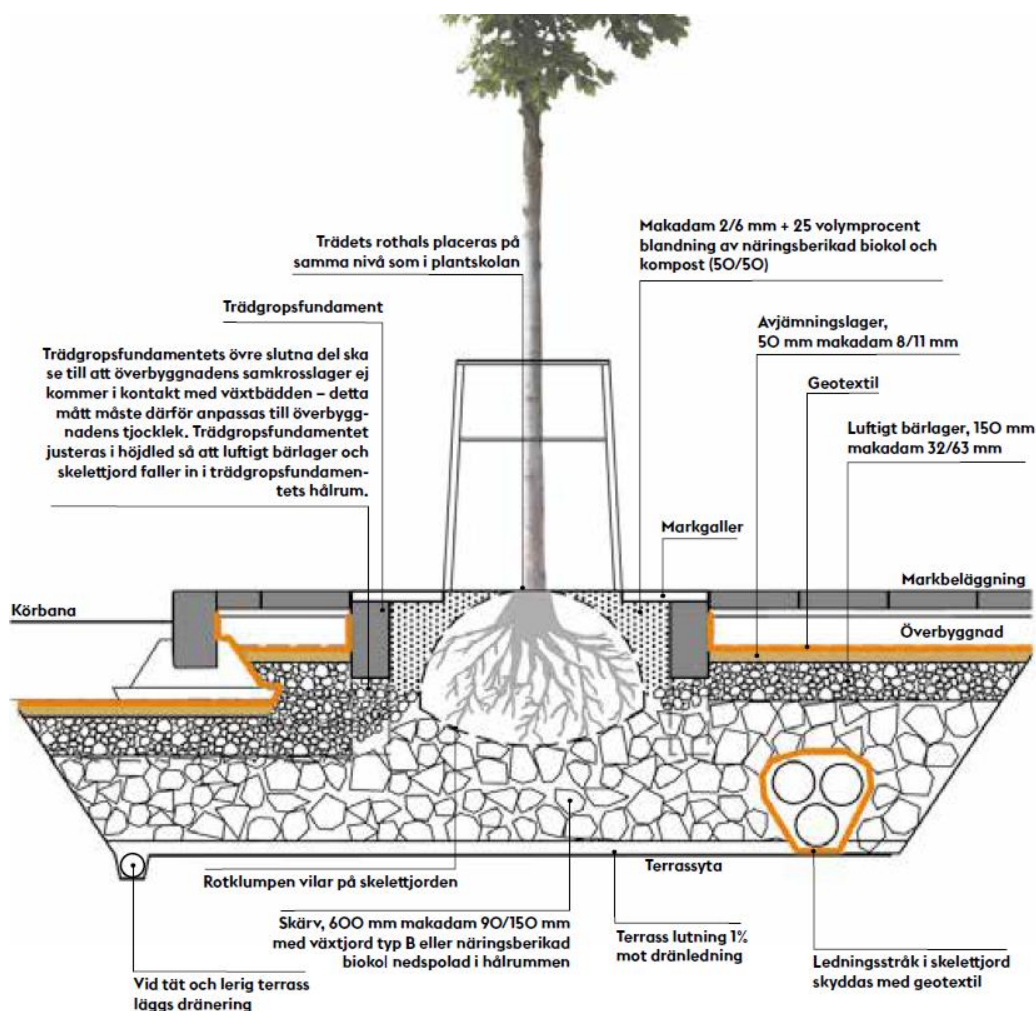 Trädets rothals placeras på
samma nivå som i plantskolan
Makadam 2/6 mm + 25 volymprocent
blandning av näringsberikad biokol och
kompost (50/50)
Trädgropsfundament
Avjämningslager,
50 mm makadam 8/11 mm
Trädgropsfundamentets övre slutna del ska
se till att överbyggnadens samkrosslager ej
kommer i kontakt med växtbädden – detta
mått måste därför anpassas till överbygg-
nadens tjocklek. Trädgropsfundamentet
justeras i höjdled så att luftigt bärlager och
skelettjord faller in i trädgropsfundamen-
tets hålrum.
Geotextil
Luftigt bärlager, 150 mm
makadam 32/63 mm
Markgaller
Markbeläggning
Körbana
Överbyggnad
Terrassyta
Rotklumpen vilar på skelettjorden
Skärv, 600 mm makadam 90/150 mm
med växtjord typ B eller näringsberikad
biokol nedspolad i hålrummen
Terrass lutning 1%
mot dränledning
Ledningsstråk i skelettjord
skyddas med geotextil
Vid tät och lerig terrass
läggs dränering